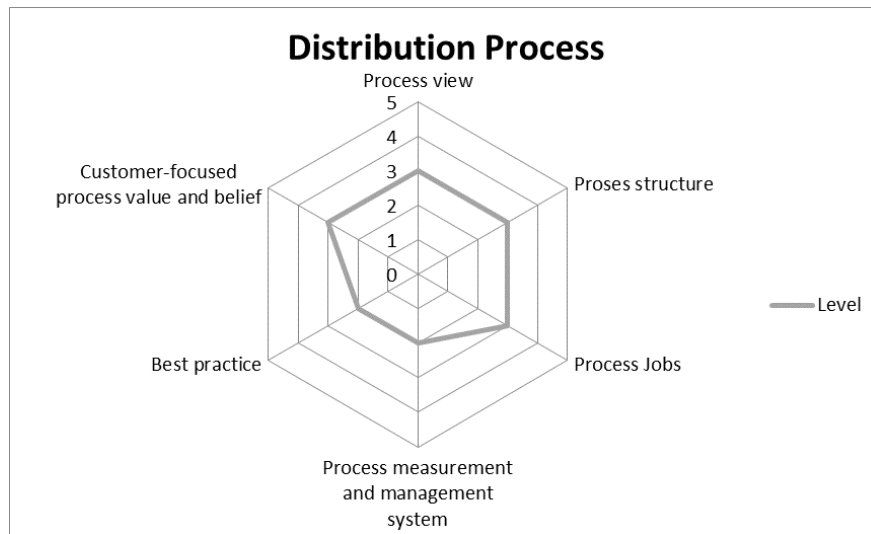 Distribution Process
Process view
5
4
3
2
1
0
Customer-focused
process value and belief
Proses structure
Level
Best practice
Process Jobs
Process measurement
and management
system